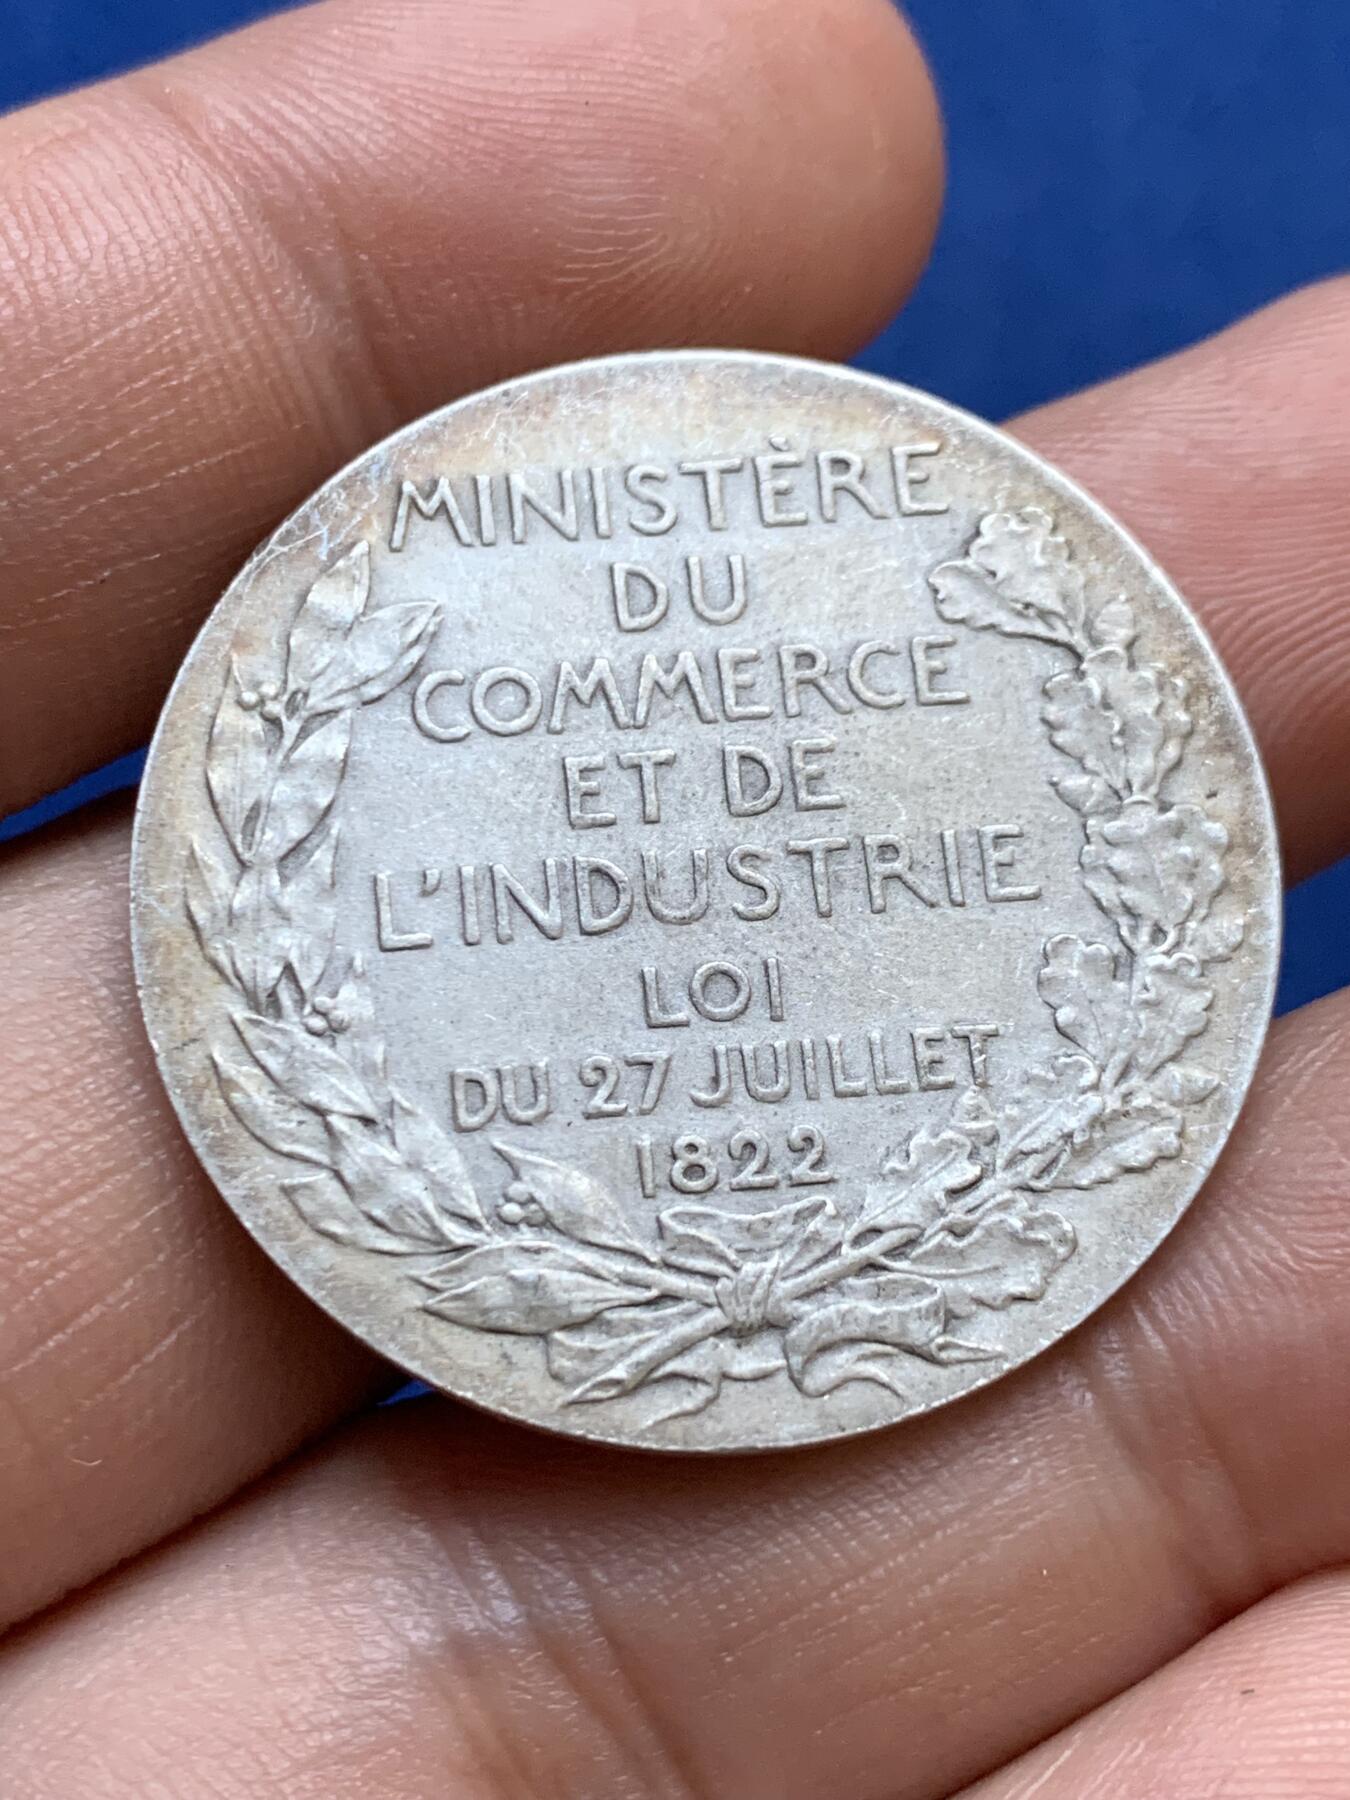 MINISTÈRE
DU
COMMERCE
ET DE
L'INDUSTRIE
LOI
DU 27 JUILLET
1822